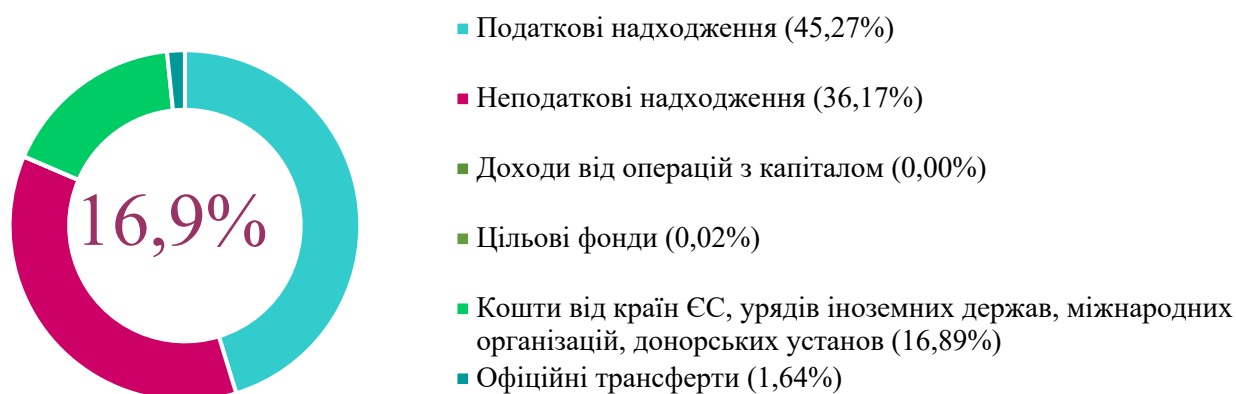 16,9%
Податкові надходження (45,27%)
Неподаткові надходження (36,17%)
Доходи від операцій з капіталом (0,00%)
Цільові фонди (0,02%)
Кошти від країн ЄС, урядів іноземних держав, міжнародних
організацій, донорських установ (16,89%)
Офіційні трансферти (1,64%)